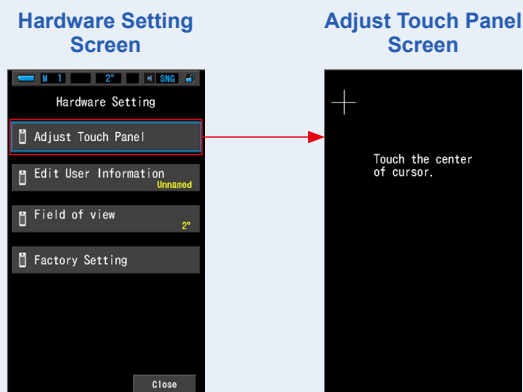 Hardware Setting
Screen
Adjust Touch Panel
Screen
M 1 2° SNG
Hardware Setting
Adjust Touch Panel
Edit User Information
Unnamed
Field of view
2°
Factory Setting
Close
Touch the center
of cursor.